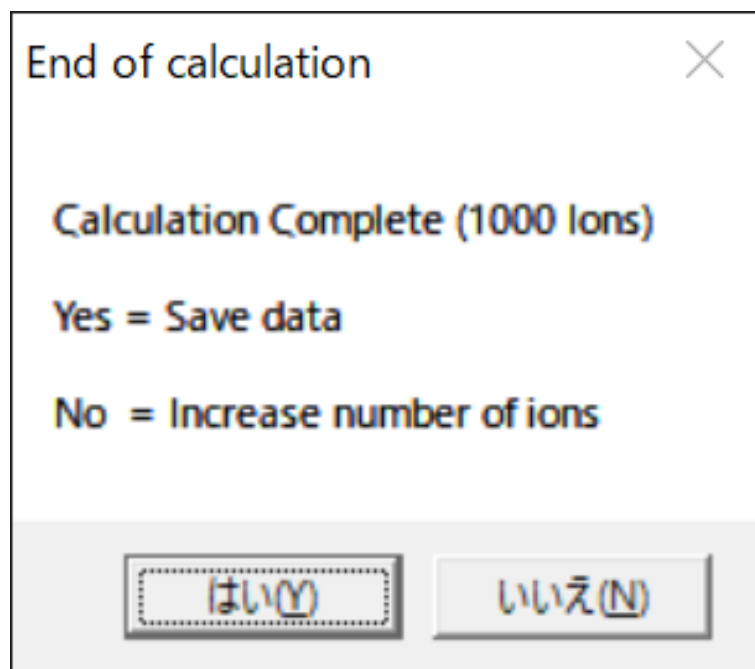 End of calculation
Calculation Complete (1000 Ions)
Yes = Save data
No  = Increase number of ions
はい(Y)
いいえ(N)